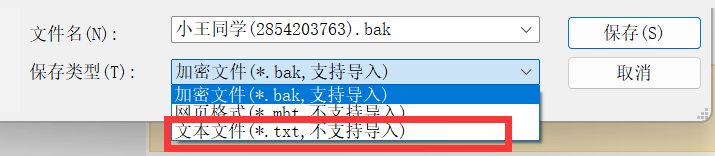 文件名(N):
小王同学(2854203763).bak
保存(S)
保存类型(T):
加密文件(*.bak,支持导入)
取消
加密文件(*.bak,支持导入)
网页格式(*.mht,不支持导入)
文本文件(*.txt,不支持导入)